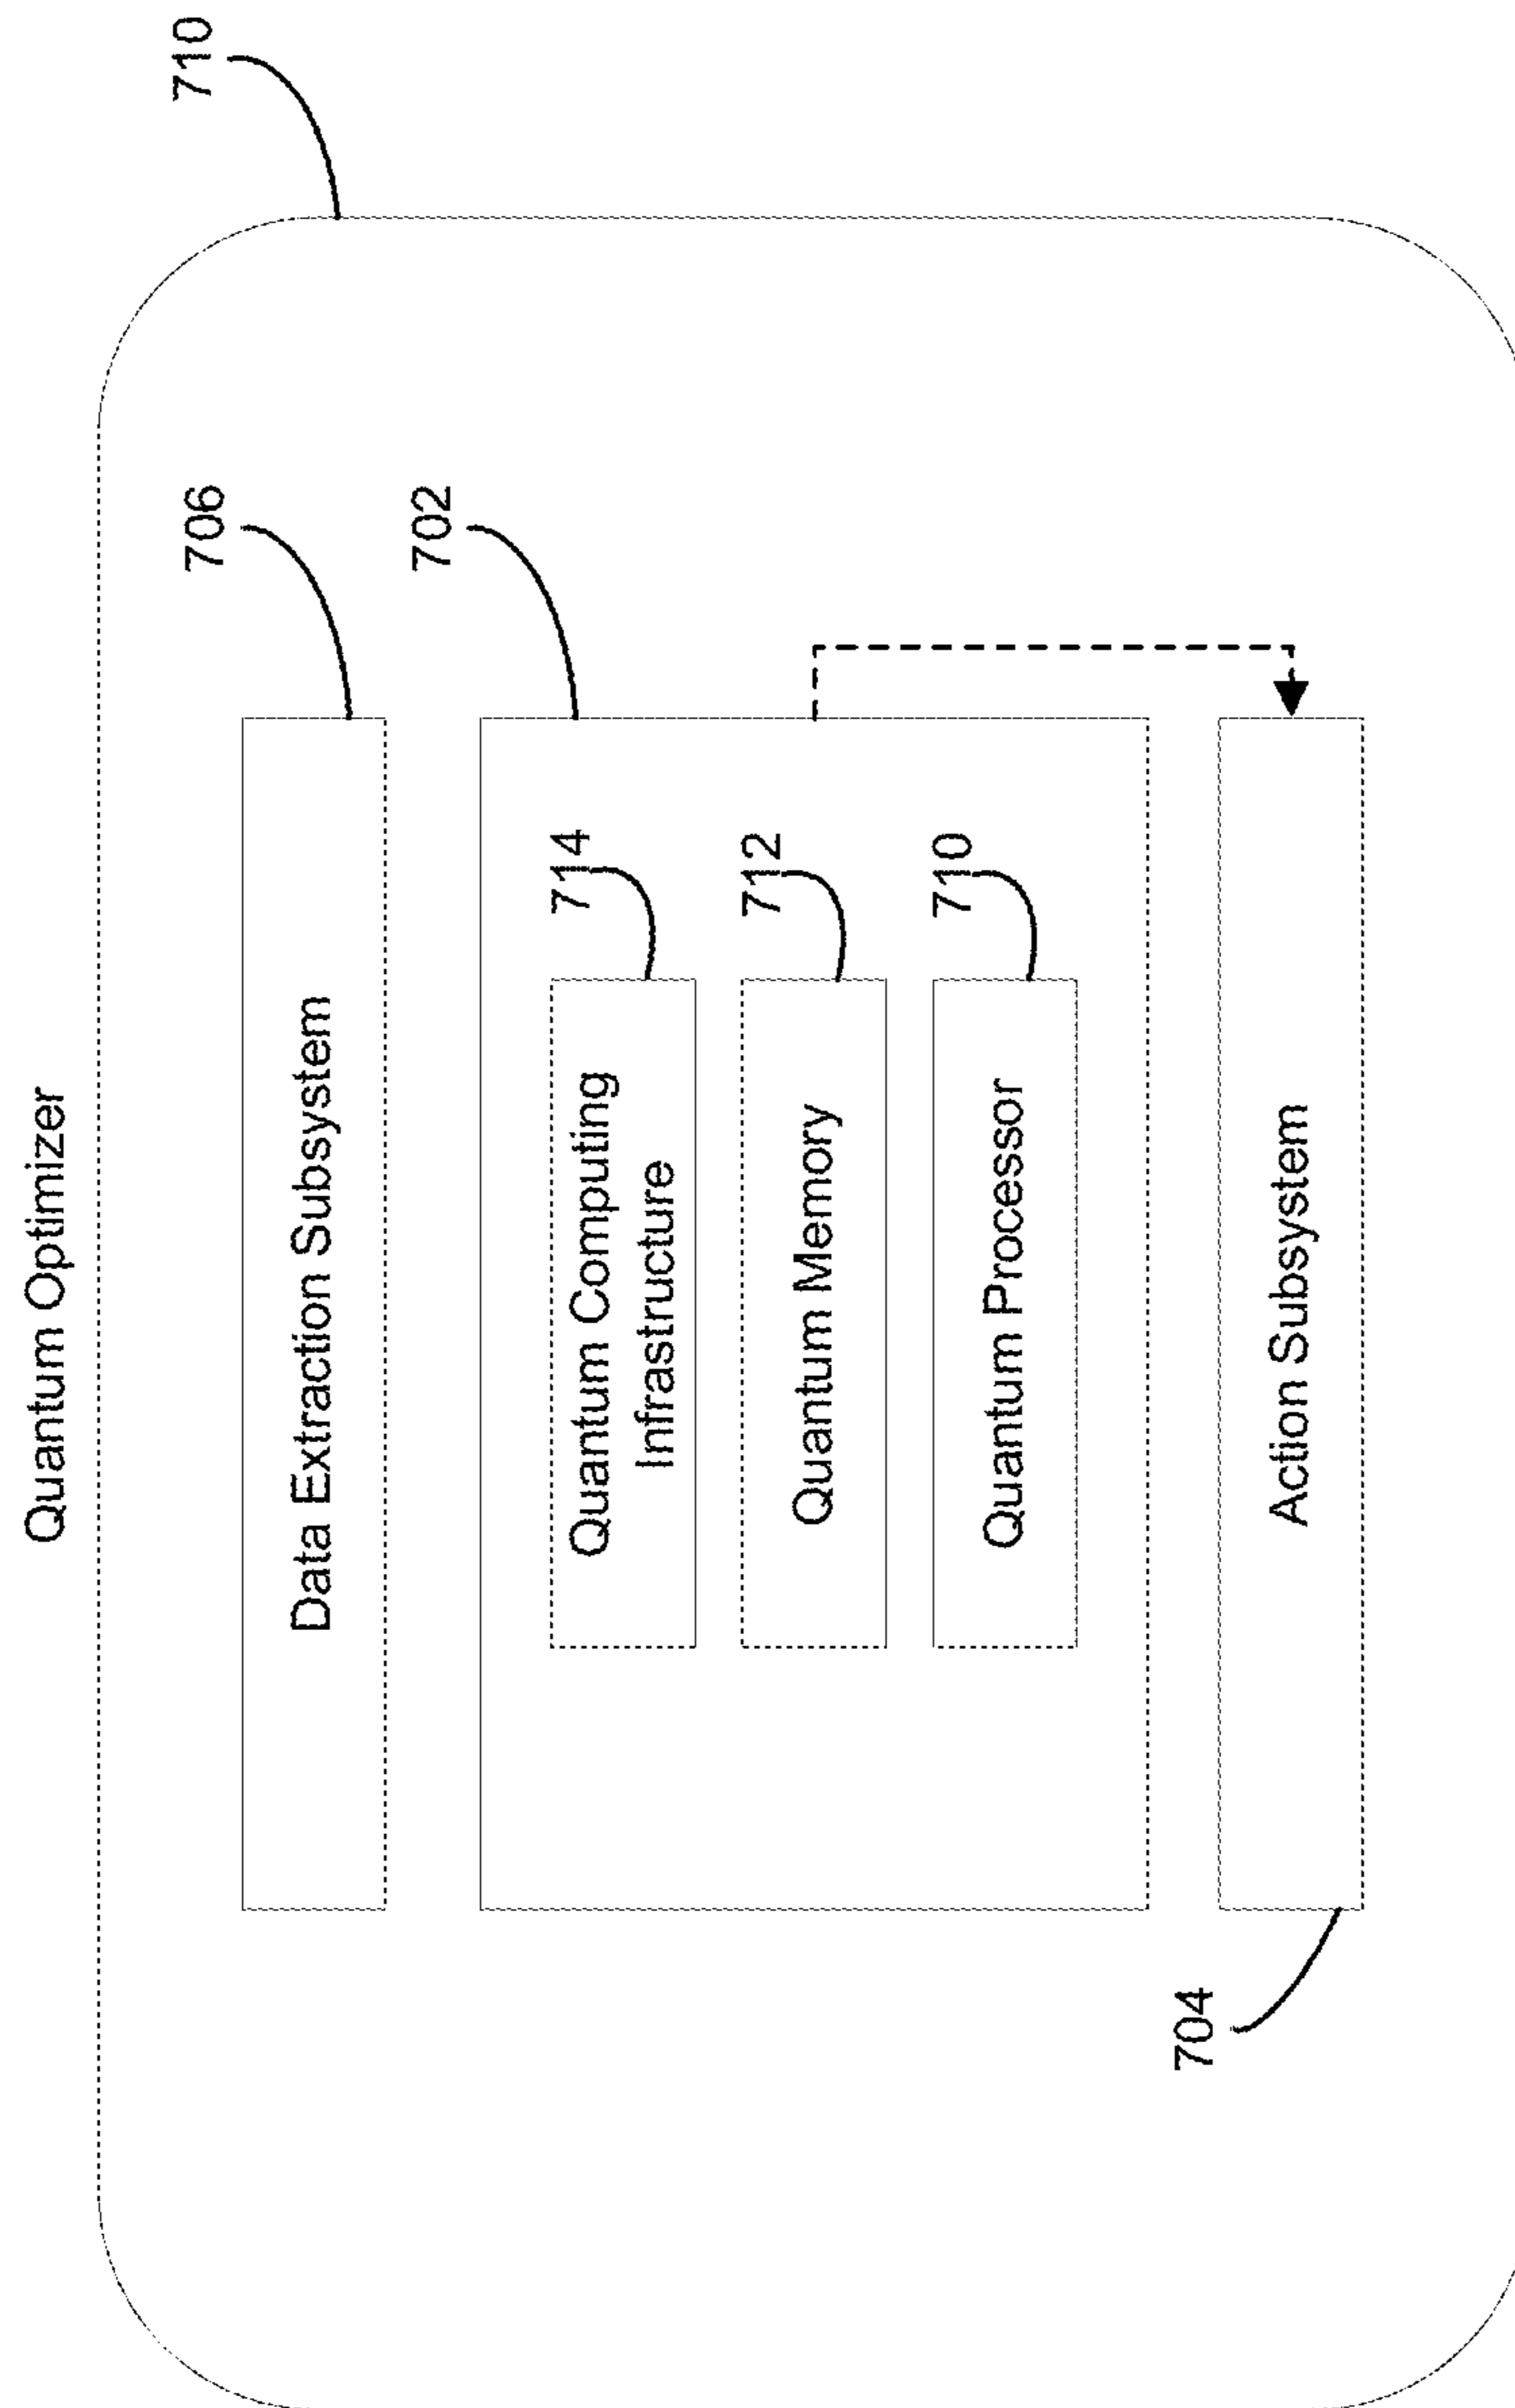 Quantum Optimizer
710
706
Data Extraction Subsystem
702
714
Quantum Computing
Infrastructure
712
Quantum Memory
710
Quantum Processor
704
Action Subsystem